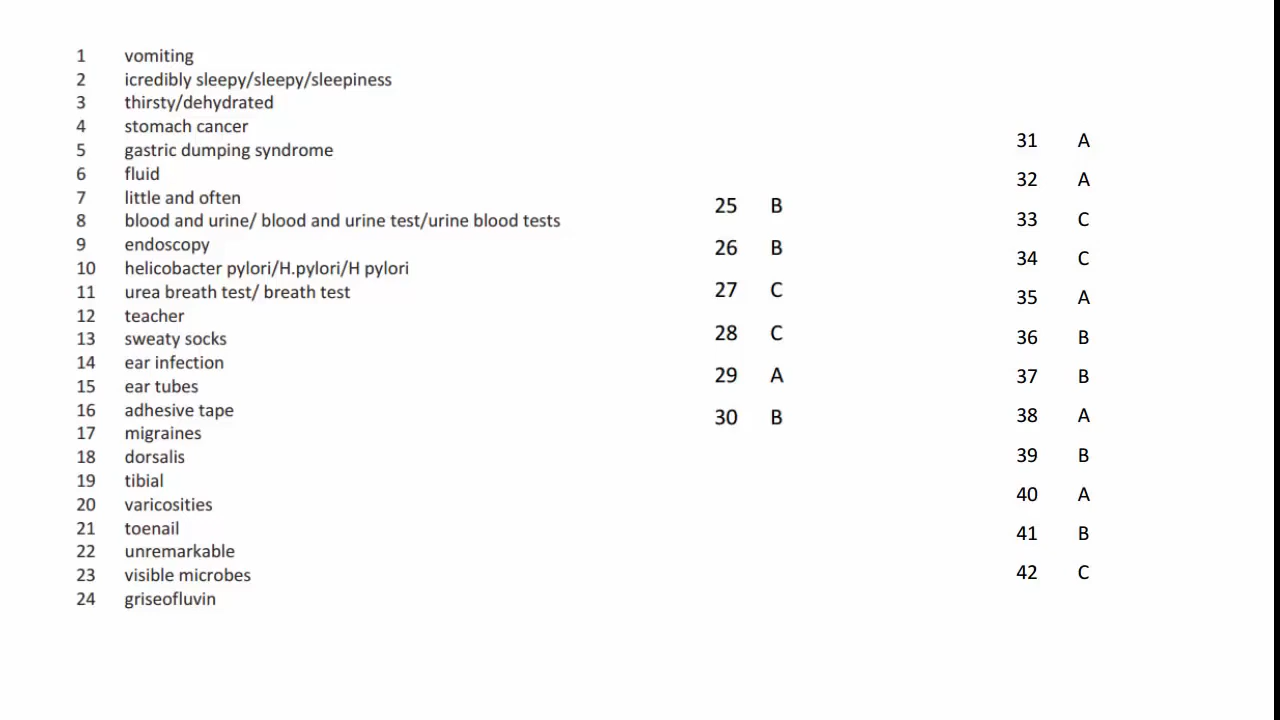 1 vomiting
2 icredibly sleepy/sleepy/sleepiness
3 thirsty/dehydrated
4 stomach cancer
5 gastric dumping syndrome
6 fluid
7 little and often
8 blood and urine/ blood and urine test/urine blood tests
9 endoscopy
10 helicobacter pylori/H.pylori/H pylori
11 urea breath test/ breath test
12 teacher
13 sweaty socks
14 ear infection
15 ear tubes
16 adhesive tape
17 migraines
18 dorsalis
19 tibial
20 varicosities
21 toenail
22 unremarkable
23 visible microbes
24 griseofluvin
25 B
26 B
27 C
28 C
29 A
30 B
31 A
32 A
33 C
34 C
35 A
36 B
37 B
38 A
39 B
40 A
41 B
42 C